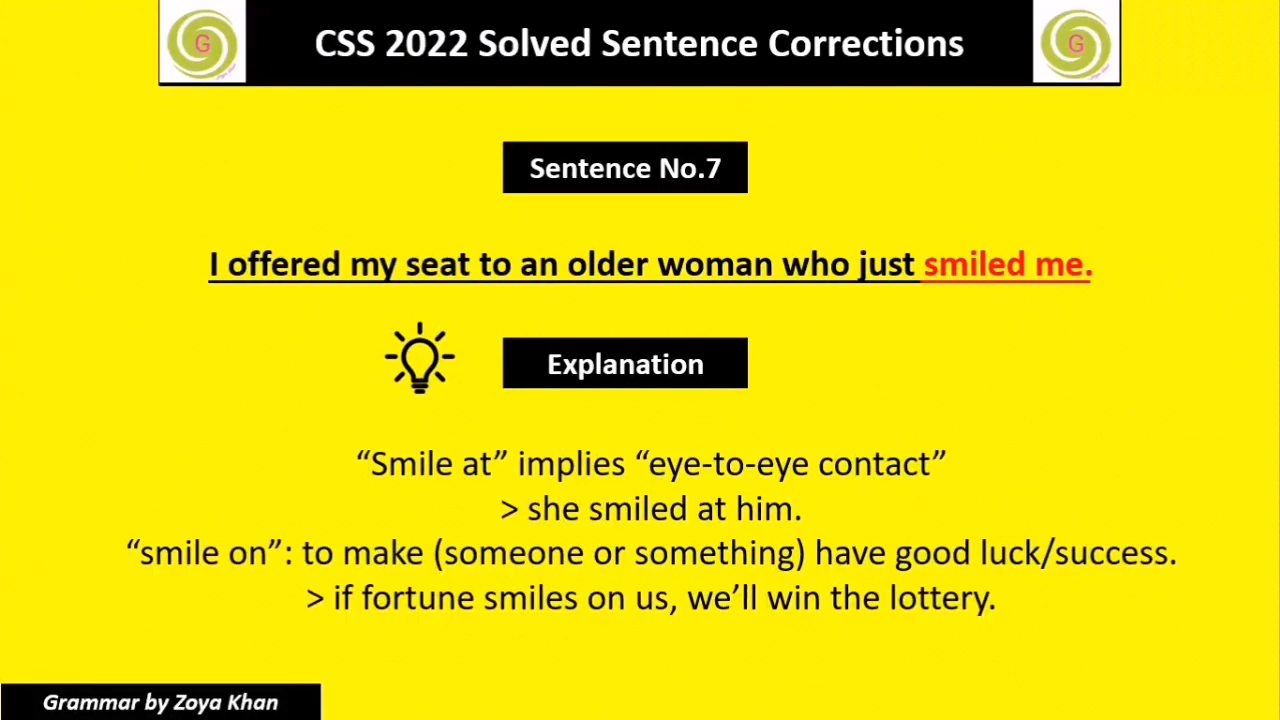 G
CSS 2022 Solved Sentence Corrections
G
Sentence No.7
I offered my seat to an older woman who just smiled me.
Explanation
“Smile at” implies “eye-to-eye contact”
> she smiled at him.
“smile on”: to make (someone or something) have good luck/success.
> if fortune smiles on us, we’ll win the lottery.
Grammar by Zoya Khan